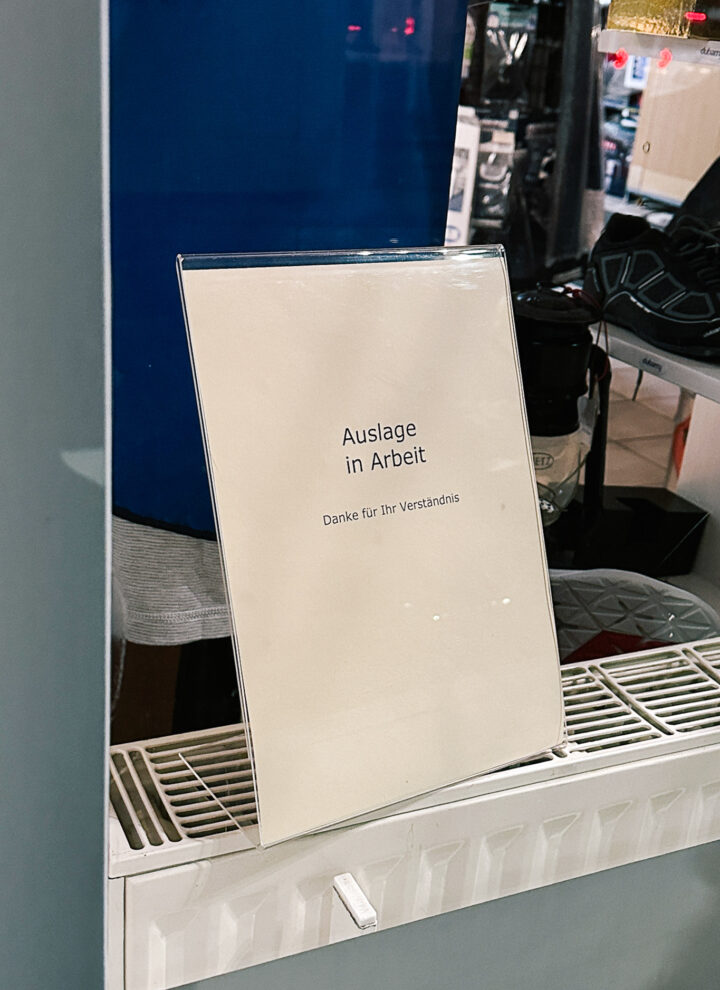 Auslage
in Arbeit
Danke für Ihr Verständnis